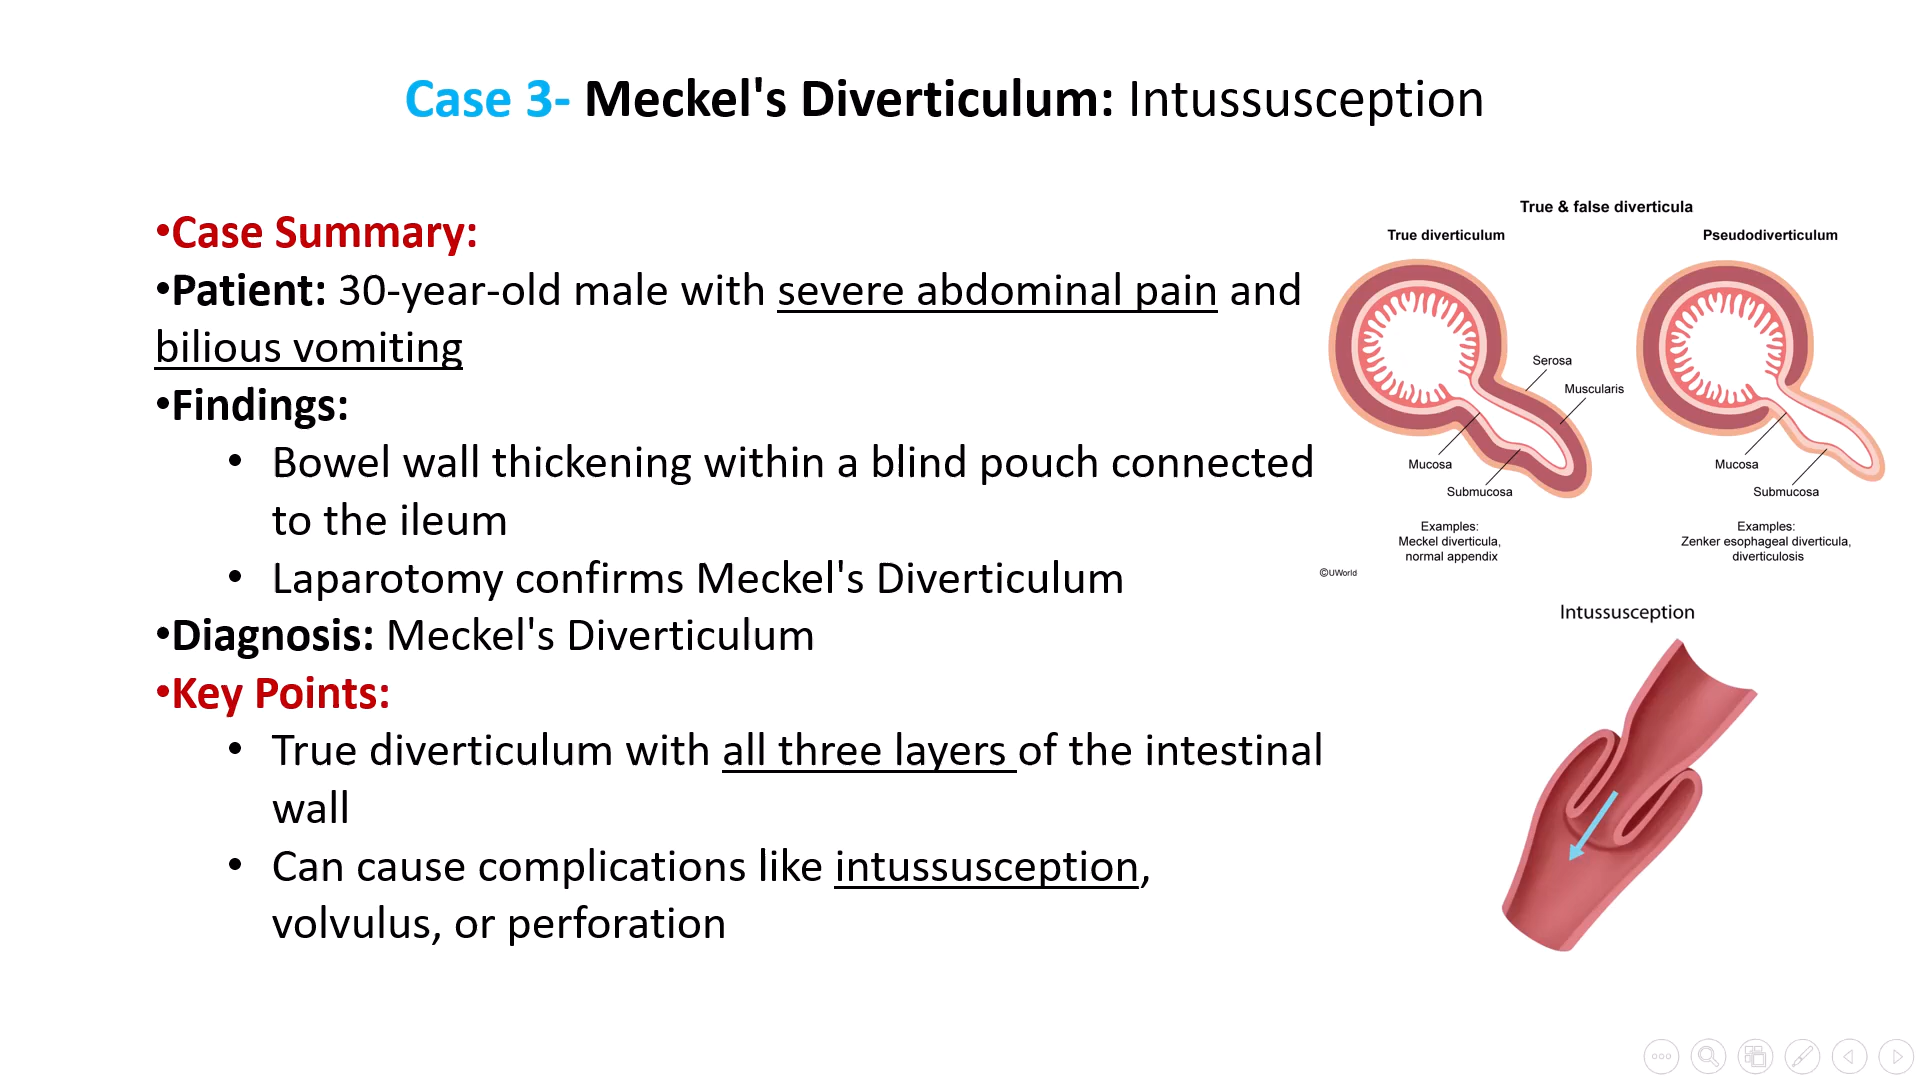 Case 3- Meckel's Diverticulum: Intussusception
•Case Summary:
•Patient: 30-year-old male with severe abdominal pain and
bilious vomiting
•Findings:
• Bowel wall thickening within a blind pouch connected
to the ileum
• Laparotomy confirms Meckel's Diverticulum
•Diagnosis: Meckel's Diverticulum
•Key Points:
• True diverticulum with all three layers of the intestinal
wall
• Can cause complications like intussusception,
volvulus, or perforation
True & false diverticula
True diverticulum
Serosa
Muscularis
Mucosa
Submucosa
Examples:
Meckel diverticula,
normal appendix
Pseudodiverticulum
Mucosa
Submucosa
Examples:
Zenker esophageal diverticula,
diverticulosis
©UWorld
Intussusception